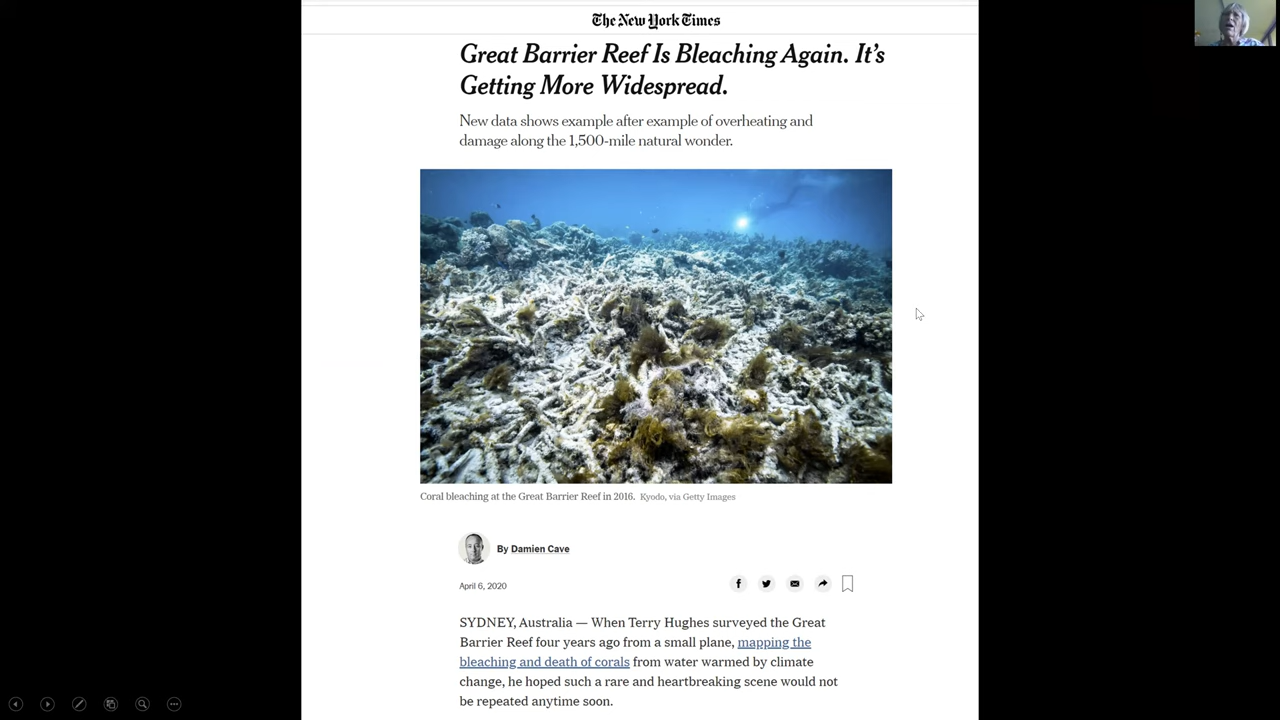 The New York Times
Great Barrier Reef Is Bleaching Again. It’s
Getting More Widespread.
New data shows example after example of overheating and
damage along the 1,500-mile natural wonder.
Coral bleaching at the Great Barrier Reef in 2016. Kyodo, via Getty Images
By Damien Cave
April 6, 2020
SYDNEY, Australia — When Terry Hughes surveyed the Great
Barrier Reef four years ago from a small plane, mapping the
bleaching and death of corals from water warmed by climate
change, he hoped such a rare and heartbreaking scene would not
be repeated anytime soon.